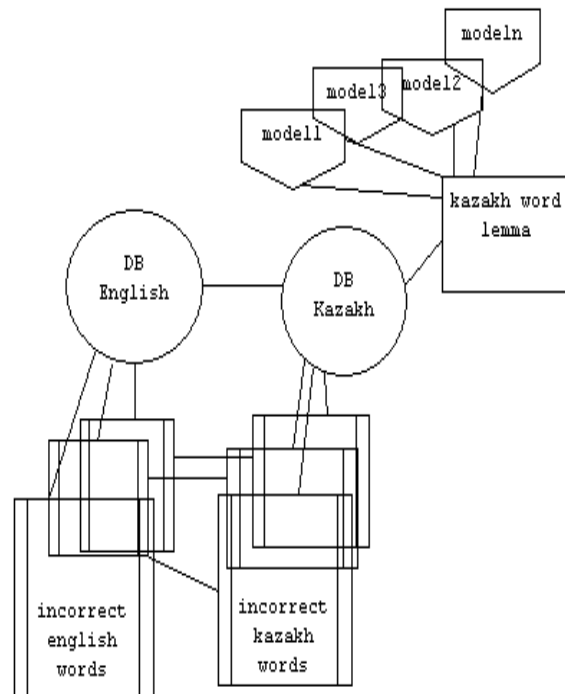 modeln
model2
model3
model1
kazakh word
lemma
DB
English
DB
Kazakh
incorrect
english
words
incorrect
kazakh
words